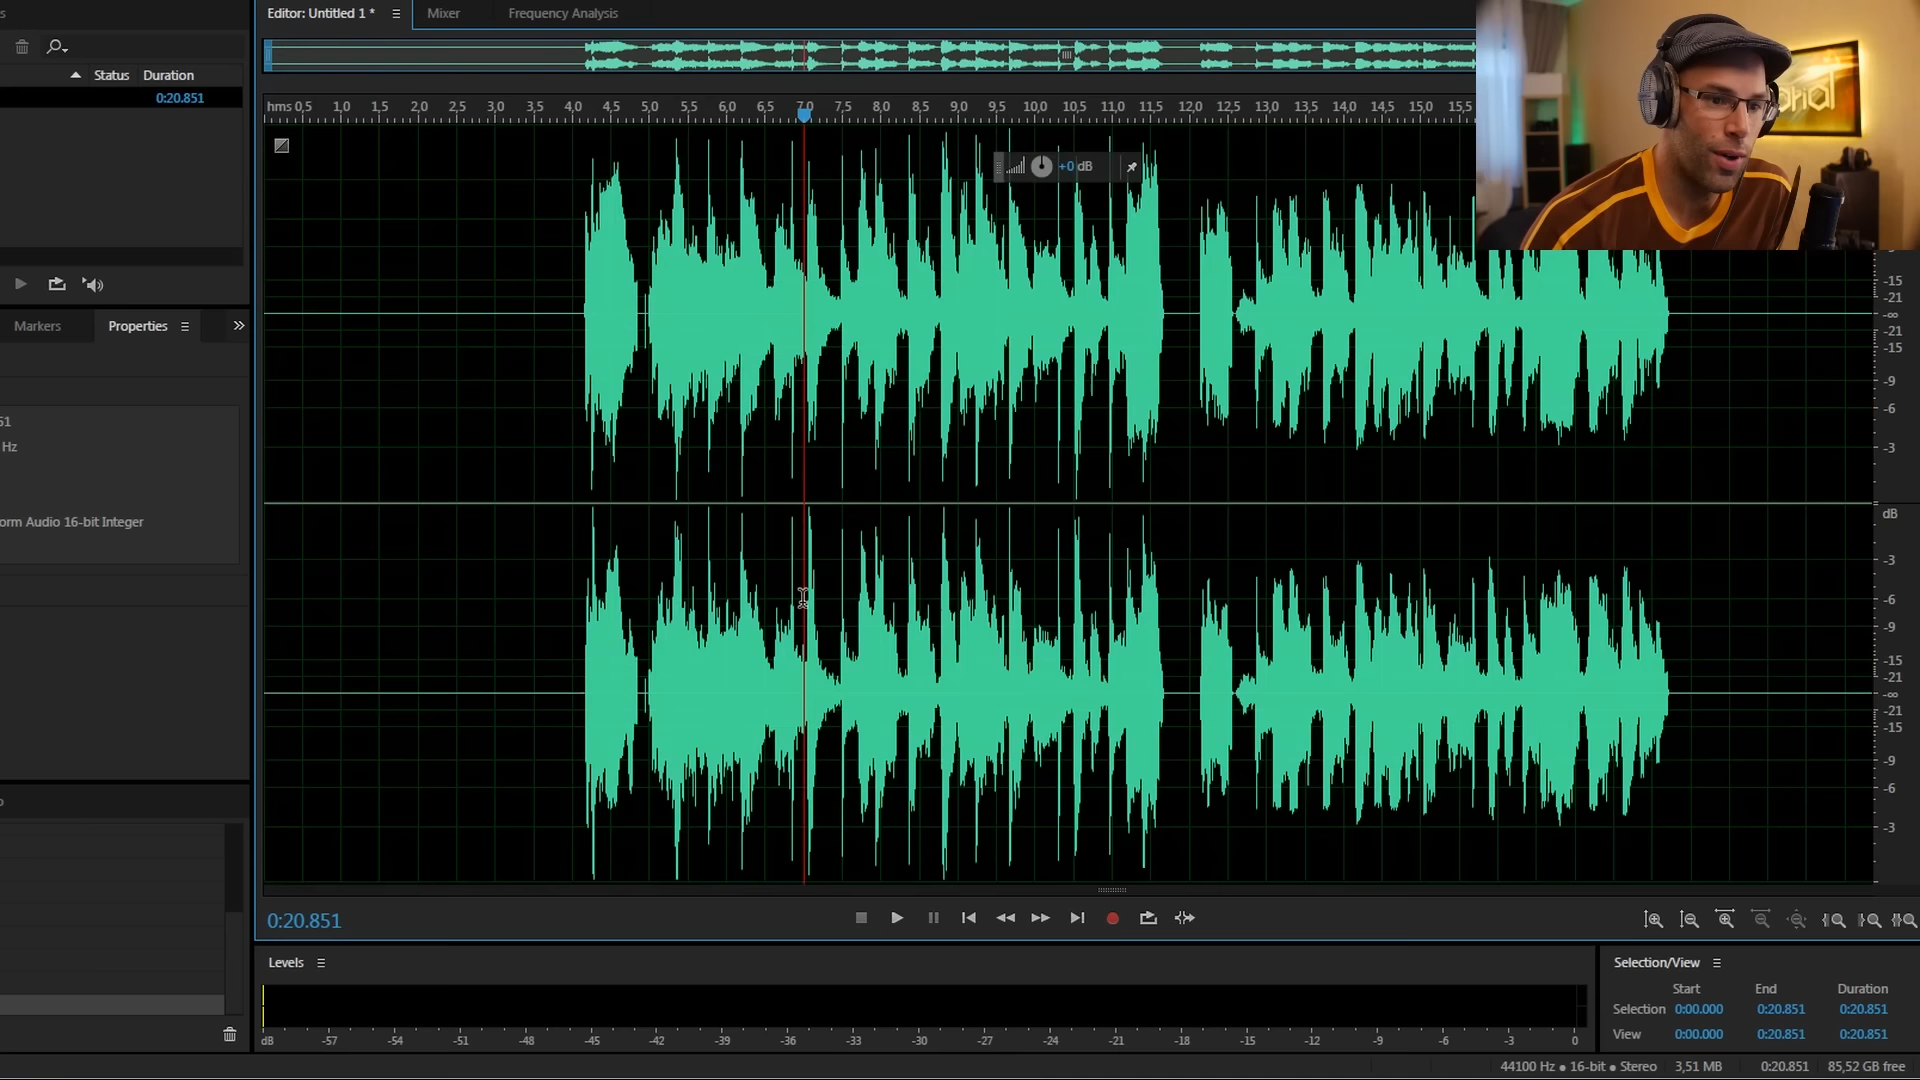 Editor: Untitled 1 * Mixer Frequency Analysis
Status Duration
0:20.851
hms 0,5 1,0 1,5 2,0 2,5 3,0 3,5 4,0 4,5 5,0 5,5 6,0 6,5 7,0 7,5 8,0 8,5 9,0 9,5 10,0 10,5 11,0 11,5 12,0 12,5 13,0 13,5 14,0 14,5 15,0 15,5
+0 dB
-15
-21
-∞
-21
-15
-9
-6
-3
Markers Properties
51
Hz
orm Audio 16-bit Integer
dB
-3
-6
-9
-15
-21
-∞
-21
-15
-9
-6
-3
0:20.851
Levels
dB -57 -54 -51 -48 -45 -42 -39 -36 -33 -30 -27 -24 -21 -18 -15 -12 -9 -6 -3 0
Selection/View
Start End Duration
Selection 0:00.000 0:20.851 0:20.851
View 0:00.000 0:20.851 0:20.851
44100 Hz • 16-bit • Stereo 3,51 MB 0:20.851 85,52 GB free